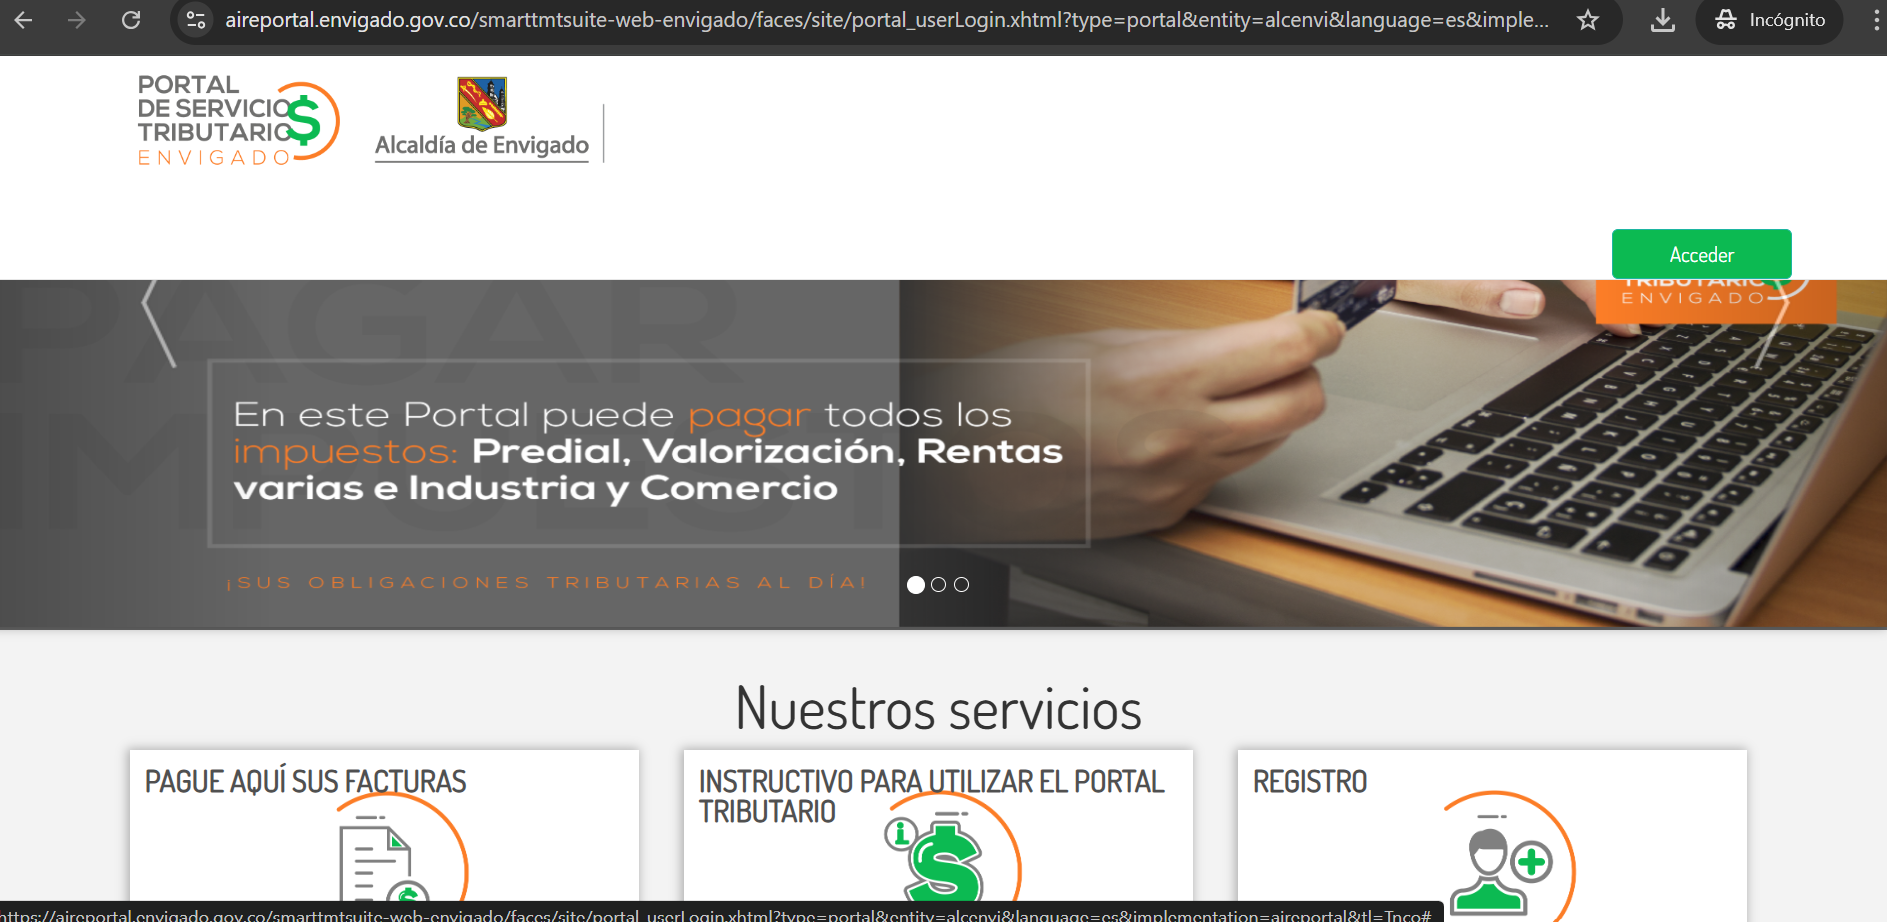 aireportal.envigado.gov.co/smarttmtsuite-web-envigado/faces/site/portal_userLogin.xhtml?type=portal&entity=alcenvi&language=es&imple...
Incógnito
PORTAL
DE SERVICIO
TRIBUTARIO
ENVIGADO
Alcaldía de Envigado
Acceder
PAGAR
TRIBUTARIO
ENVIGADO
En este Portal puede pagar todos los
impuestos: Predial, Valorización, Rentas
varias e Industria y Comercio
¡SUS OBLIGACIONES TRIBUTARIAS AL DÍA!
Nuestros servicios
PAGUE AQUÍ SUS FACTURAS
INSTRUCTIVO PARA UTILIZAR EL PORTAL
TRIBUTARIO
REGISTRO
https://aireportal.envigado.gov.co/smarttmtsuite-web-envigado/faces/site/portal_userLogin.xhtml?type=portal&entity=alcenvi&language=es&implementation=aireportal&tl=Tnco#